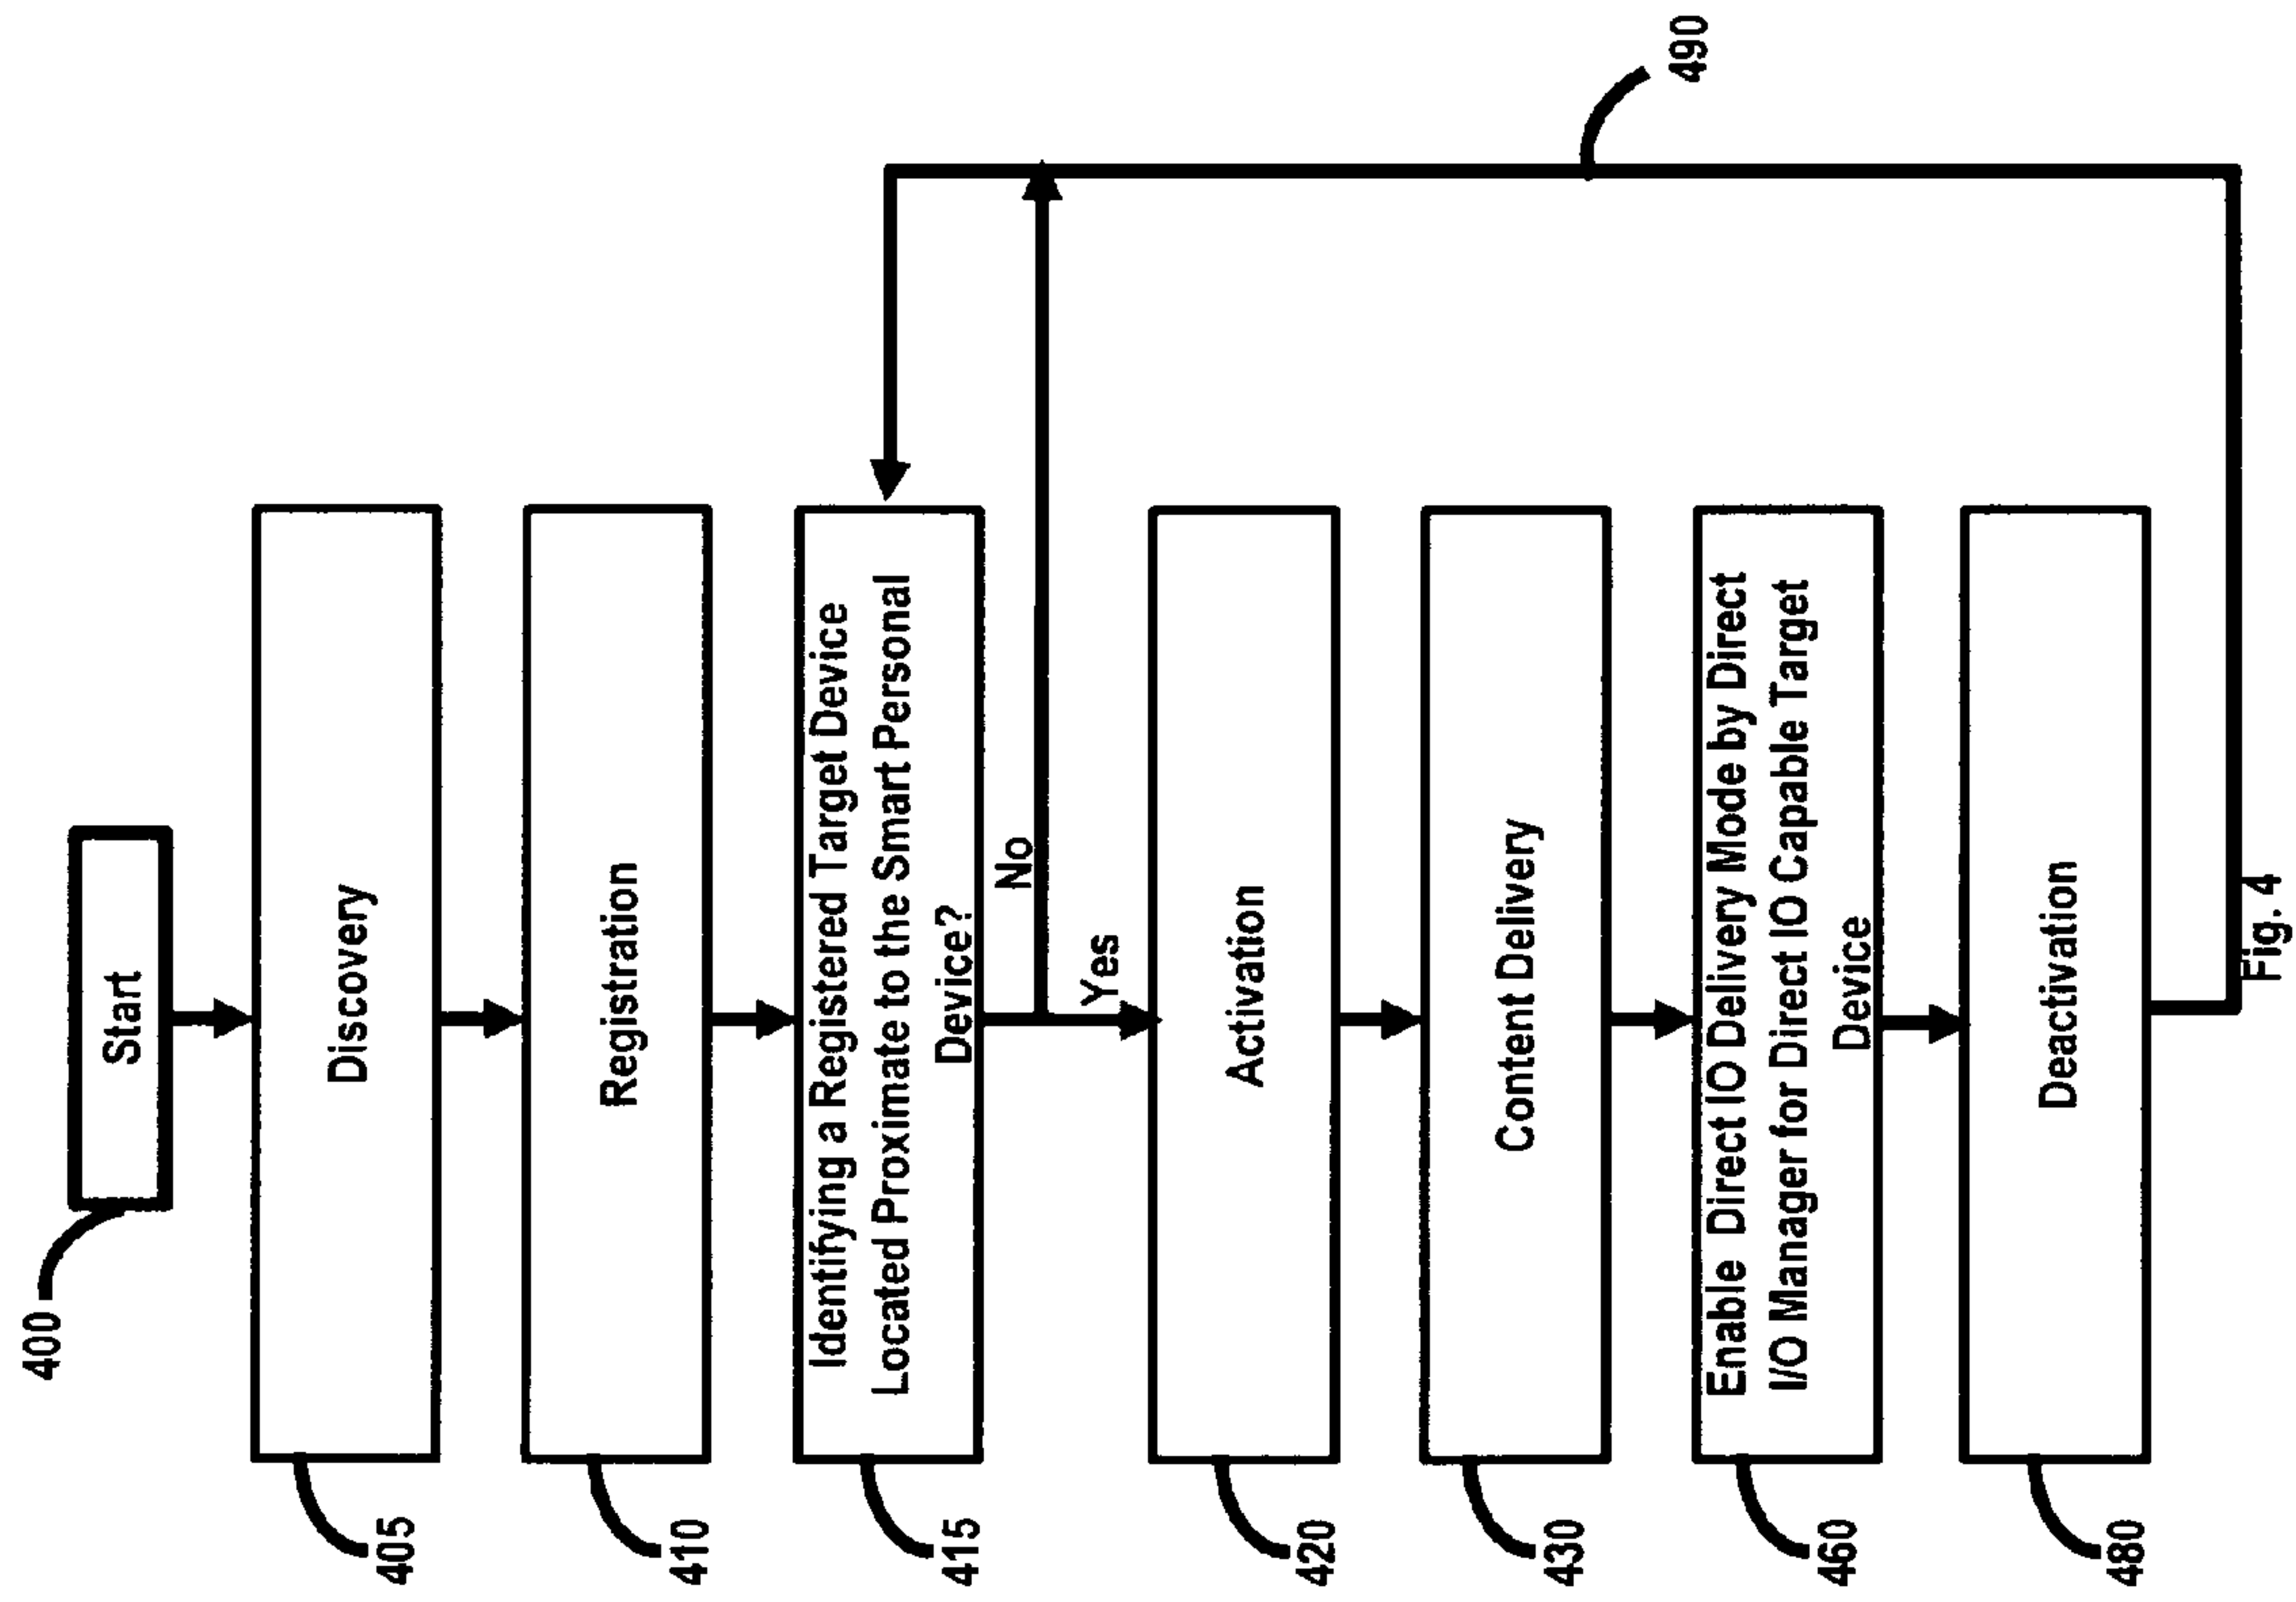 400
Start
405
Discovery
410
Registration
415
Identifying a Registered Target Device
Located Proximate to the Smart Personal
Device?
No
Yes
420
Activation
430
Content Delivery
460
Enable Direct IO Delivery Mode by Direct
I/O Manager for Direct IO Capable Target
Device
480
Deactivation
490
Fig. 4